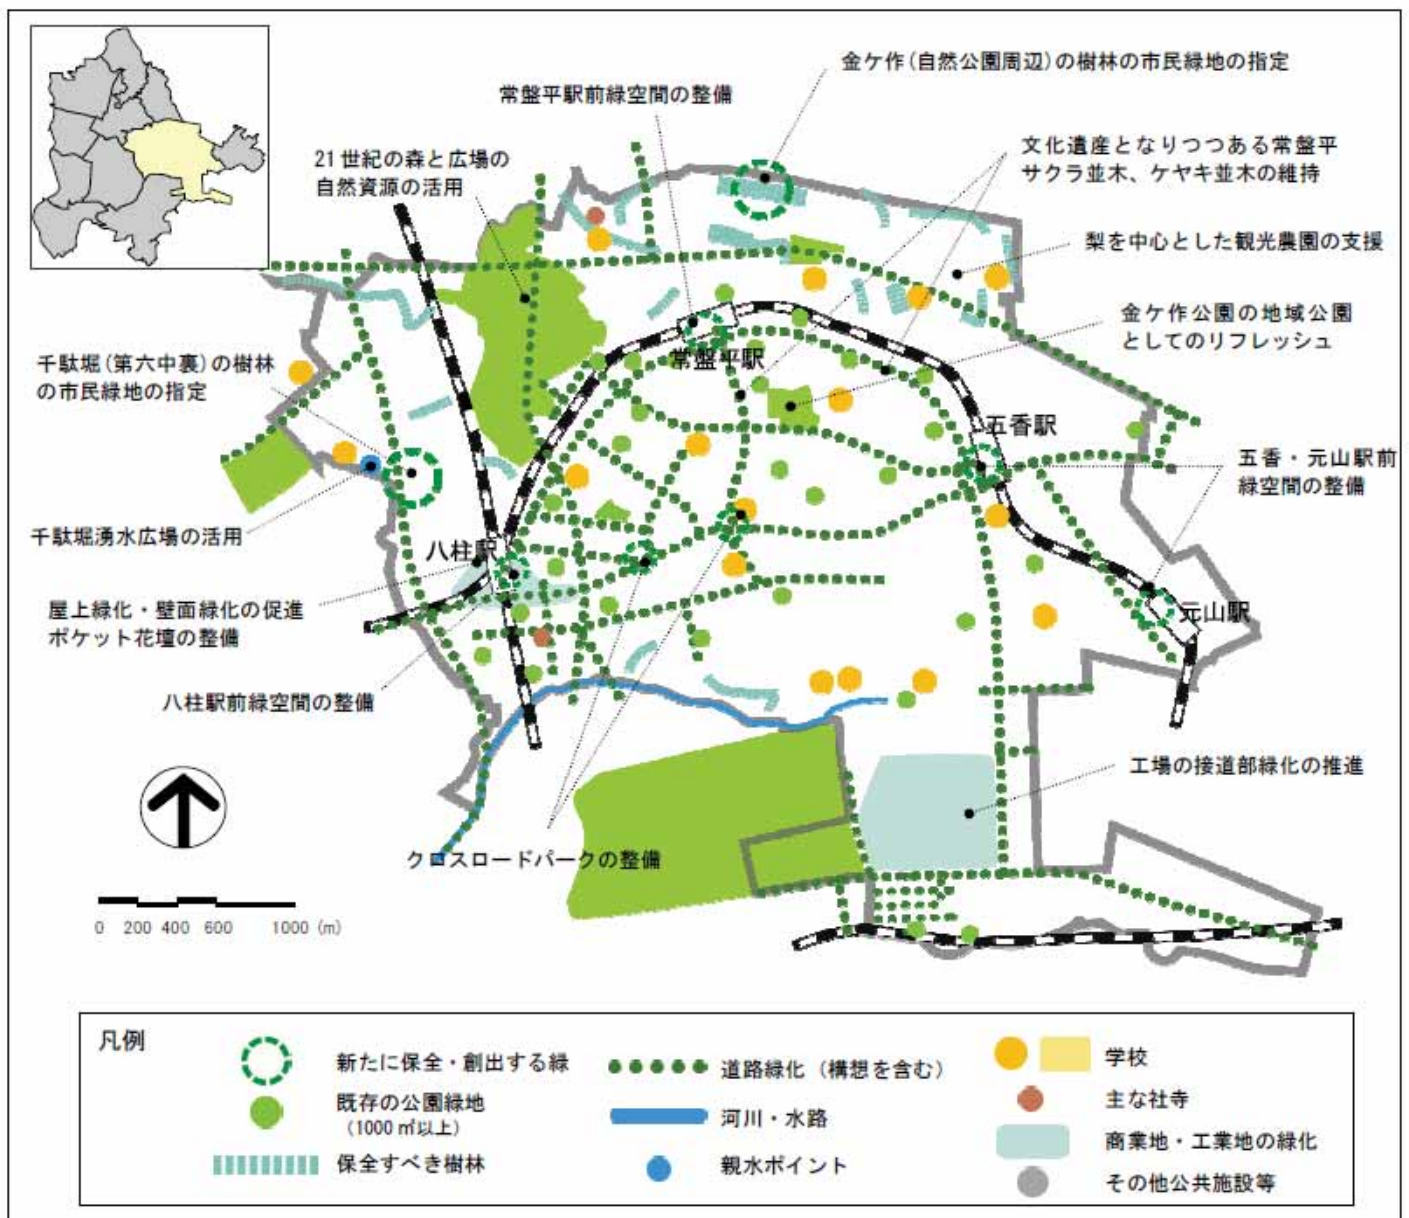 金ケ作(自然公園周辺)の樹林の市民緑地の指定
常盤平駅前緑空間の整備
文化遺産となりつつある常盤平
サクラ並木、ケヤキ並木の維持
21世紀の森と広場の
自然資源の活用
梨を中心とした観光農園の支援
金ケ作公園の地域公園
としてのリフレッシュ
千駄堀(第六中裏)の樹林
の市民緑地の指定
常盤平駅
五香駅
五香・元山駅前
緑空間の整備
千駄堀湧水広場の活用
八柱駅
屋上緑化・壁面緑化の促進
ポケット花壇の整備
元山駅
八柱駅前緑空間の整備
工場の接道部緑化の推進
クロスロードパークの整備
0 200 400 600 1000 (m)
凡例
新たに保全・創出する緑
既存の公園緑地
(1000㎡以上)
保全すべき樹林
道路緑化(構想を含む)
河川・水路
親水ポイント
学校
主な社寺
商業地・工業地の緑化
その他公共施設等